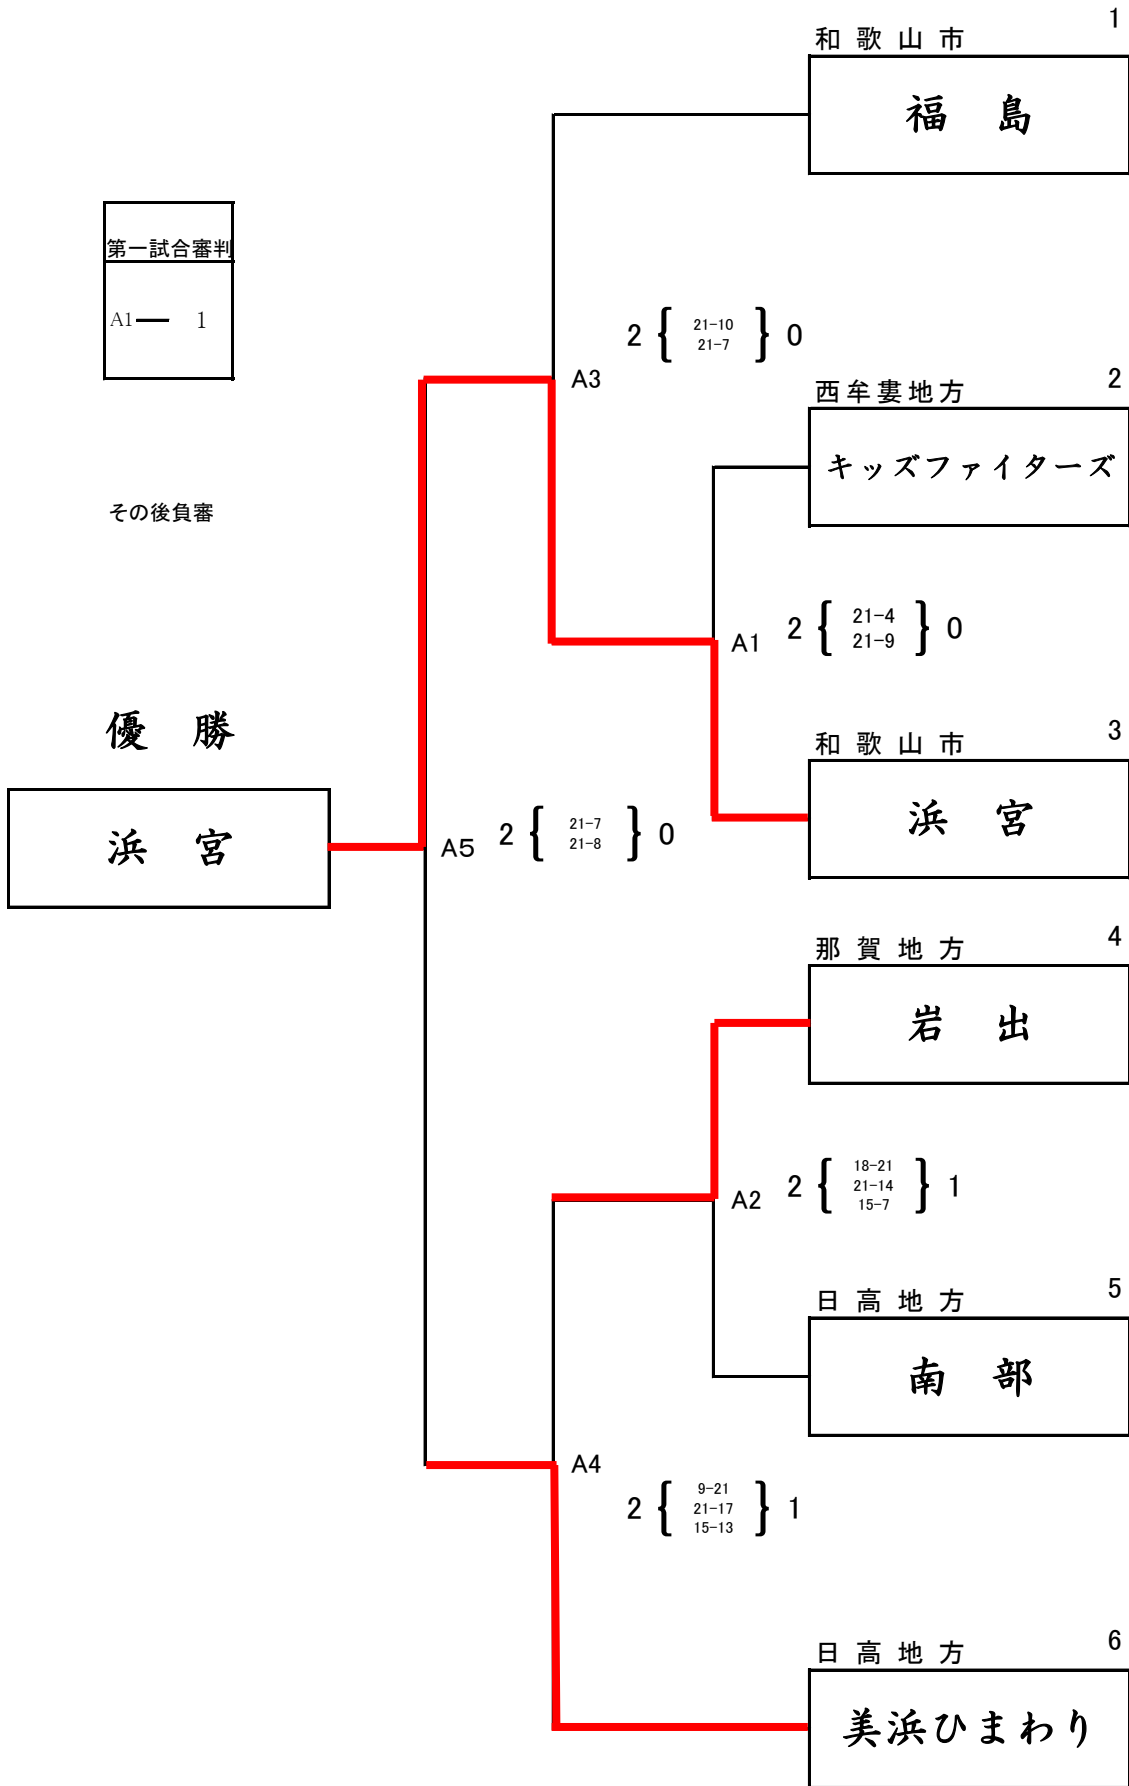 1
和歌山市
福島
第一試合審判
A1― 1
2 { 21-10 21-7 } 0
A3
2
西牟婁地方
キッズファイターズ
その後負審
2 { 21-4 21-9 } 0
A1
優勝
3
和歌山市
浜宮
浜宮
A5
2 { 21-7 21-8 } 0
4
那賀地方
岩出
A2
2 { 18-21 21-14 15-7 } 1
5
日高地方
南部
A4
2 { 9-21 21-17 15-13 } 1
6
日高地方
美浜ひまわり